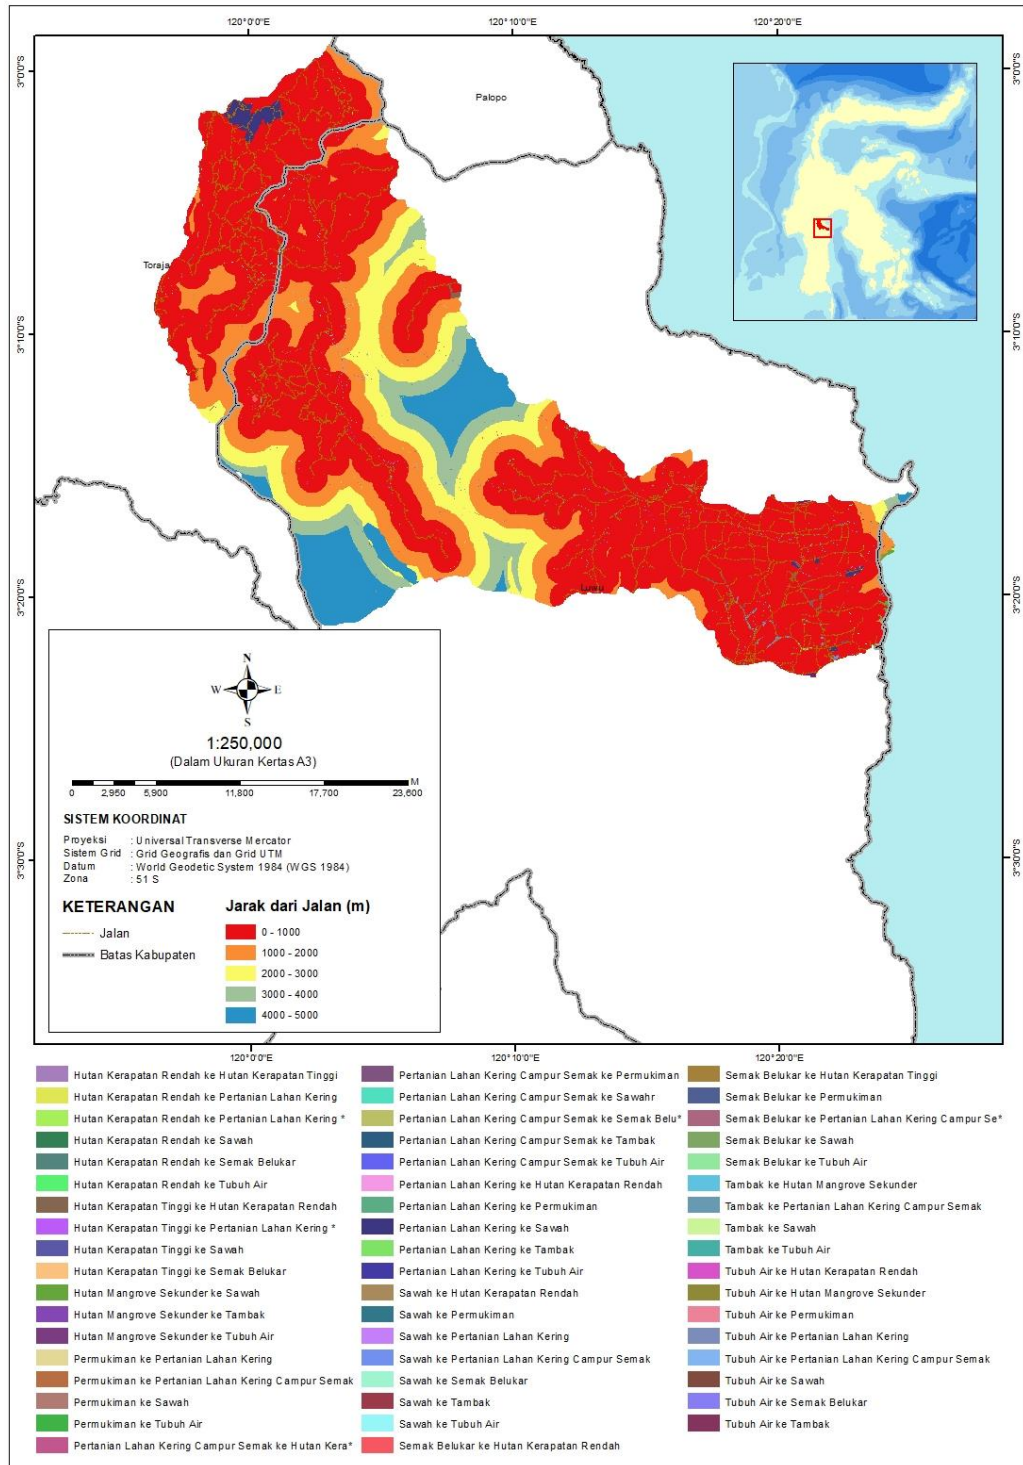 120°0'0"E 120°10'0"E 120°20'0"E
3°0'0"S 3°0'0"S
Palopo
Toraja
3°10'0"S 3°10'0"S
3°20'0"S 3°20'0"S
Luwu
N
W E
S
1:250,000
(Dalam Ukuran Kertas A3)
M
0 2,950 5,900 11,800 17,700 23,600
SISTEM KOORDINAT
Proyeksi : Universal Transverse Mercator
Sistem Grid : Grid Geografis dan Grid UTM
Datum : World Geodetic System 1984 (WGS 1984)
Zona : 51 S
3°30'0"S 3°30'0"S
KETERANGAN
Jalan
Batas Kabupaten
Jarak dari Jalan (m)
0 - 1000
1000 - 2000
2000 - 3000
3000 - 4000
4000 - 5000
120°0'0"E 120°10'0"E 120°20'0"E
Hutan Kerapatan Rendah ke Hutan Kerapatan Tinggi
Hutan Kerapatan Rendah ke Pertanian Lahan Kering
Hutan Kerapatan Rendah ke Pertanian Lahan Kering *
Hutan Kerapatan Rendah ke Sawah
Hutan Kerapatan Rendah ke Semak Belukar
Hutan Kerapatan Rendah ke Tubuh Air
Hutan Kerapatan Tinggi ke Hutan Kerapatan Rendah
Hutan Kerapatan Tinggi ke Pertanian Lahan Kering *
Hutan Kerapatan Tinggi ke Sawah
Hutan Kerapatan Tinggi ke Semak Belukar
Hutan Mangrove Sekunder ke Sawah
Hutan Mangrove Sekunder ke Tambak
Hutan Mangrove Sekunder ke Tubuh Air
Permukiman ke Pertanian Lahan Kering
Permukiman ke Pertanian Lahan Kering Campur Semak
Permukiman ke Sawah
Permukiman ke Tubuh Air
Pertanian Lahan Kering Campur Semak ke Hutan Kera*
Pertanian Lahan Kering Campur Semak ke Permukiman
Pertanian Lahan Kering Campur Semak ke Sawahr
Pertanian Lahan Kering Campur Semak ke Semak Belu*
Pertanian Lahan Kering Campur Semak ke Tambak
Pertanian Lahan Kering Campur Semak ke Tubuh Air
Pertanian Lahan Kering ke Hutan Kerapatan Rendah
Pertanian Lahan Kering ke Permukiman
Pertanian Lahan Kering ke Sawah
Pertanian Lahan Kering ke Tambak
Pertanian Lahan Kering ke Tubuh Air
Sawah ke Hutan Kerapatan Rendah
Sawah ke Permukiman
Sawah ke Pertanian Lahan Kering
Sawah ke Pertanian Lahan Kering Campur Semak
Sawah ke Semak Belukar
Sawah ke Tambak
Sawah ke Tubuh Air
Semak Belukar ke Hutan Kerapatan Rendah
Semak Belukar ke Hutan Kerapatan Tinggi
Semak Belukar ke Permukiman
Semak Belukar ke Pertanian Lahan Kering Campur Se*
Semak Belukar ke Sawah
Semak Belukar ke Tubuh Air
Tambak ke Hutan Mangrove Sekunder
Tambak ke Pertanian Lahan Kering Campur Semak
Tambak ke Sawah
Tambak ke Tubuh Air
Tubuh Air ke Hutan Kerapatan Rendah
Tubuh Air ke Hutan Mangrove Sekunder
Tubuh Air ke Permukiman
Tubuh Air ke Pertanian Lahan Kering
Tubuh Air ke Pertanian Lahan Kering Campur Semak
Tubuh Air ke Sawah
Tubuh Air ke Semak Belukar
Tubuh Air ke Tambak